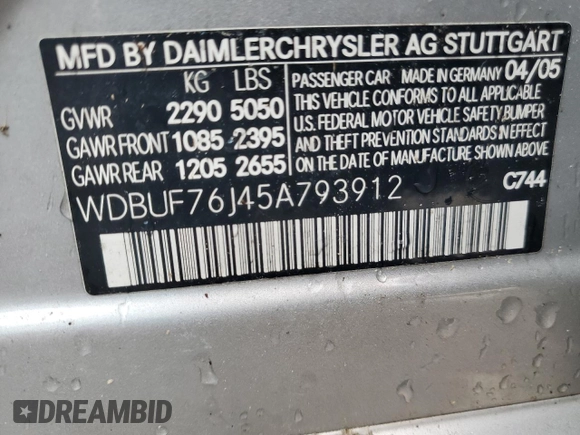 MFD BY DAIMLERCHRYSLER AG STUTTGART
KG LBS
GVWR 2290 5050
GAWR FRONT 1085 2395
GAWR REAR 1205 2655
PASSENGER CAR MADE IN GERMANY 04/05
THIS VEHICLE CONFORMS TO ALL APPLICABLE
U.S. FEDERAL MOTOR VEHICLE SAFETY, BUMPER
AND THEFT PREVENTION STANDARDS IN EFFECT
ON THE DATE OF MANUFACTURE SHOWN ABOVE.
WDBUF76J45A793912
C744
DREAMBID